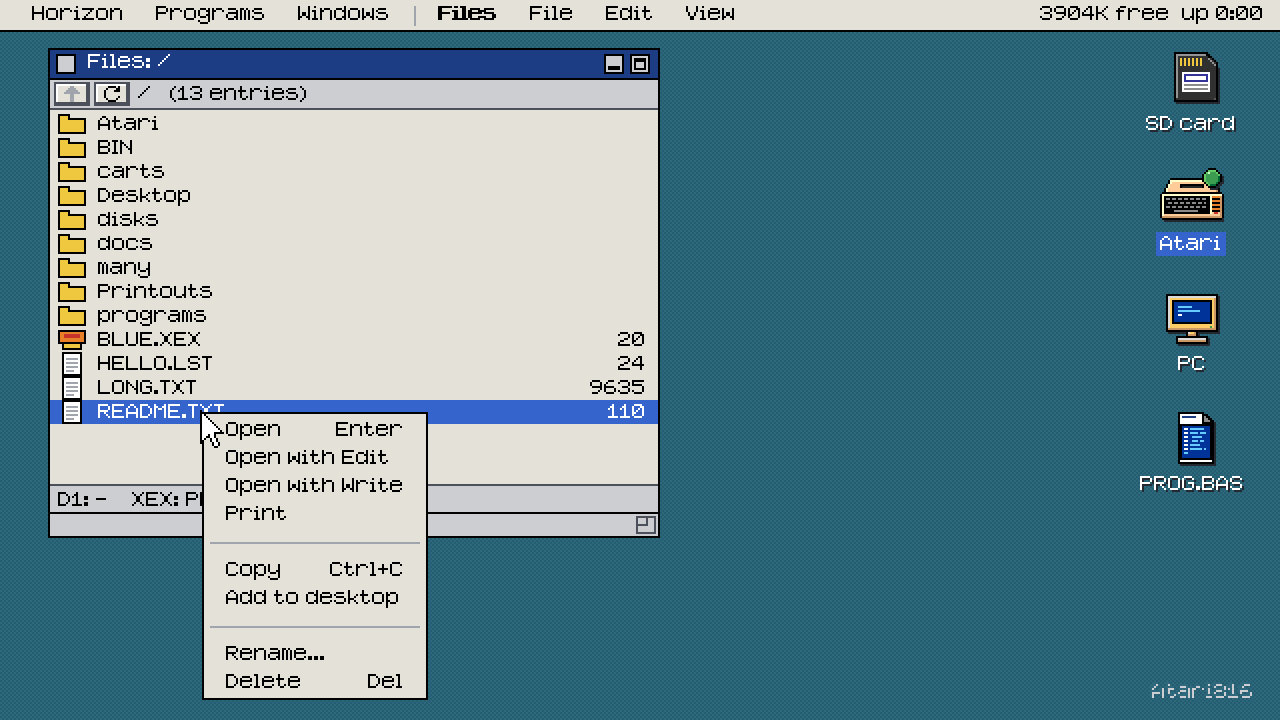 Horizon Programs Windows | Files File Edit View 3904K free up 0:00
Files: /
/ (13 entries)
Atari
BIN
carts
Desktop
disks
docs
many
Printouts
programs
BLUE.XEX 20
HELLO.LST 24
LONG.TXT 9635
README.TXT 110
Open Enter
Open with Edit
Open with Write
Print
Copy Ctrl+C
Add to desktop
Rename...
Delete Del
D1: - XEX:
SD card
Atari
PC
PROG.BAS
Atari816